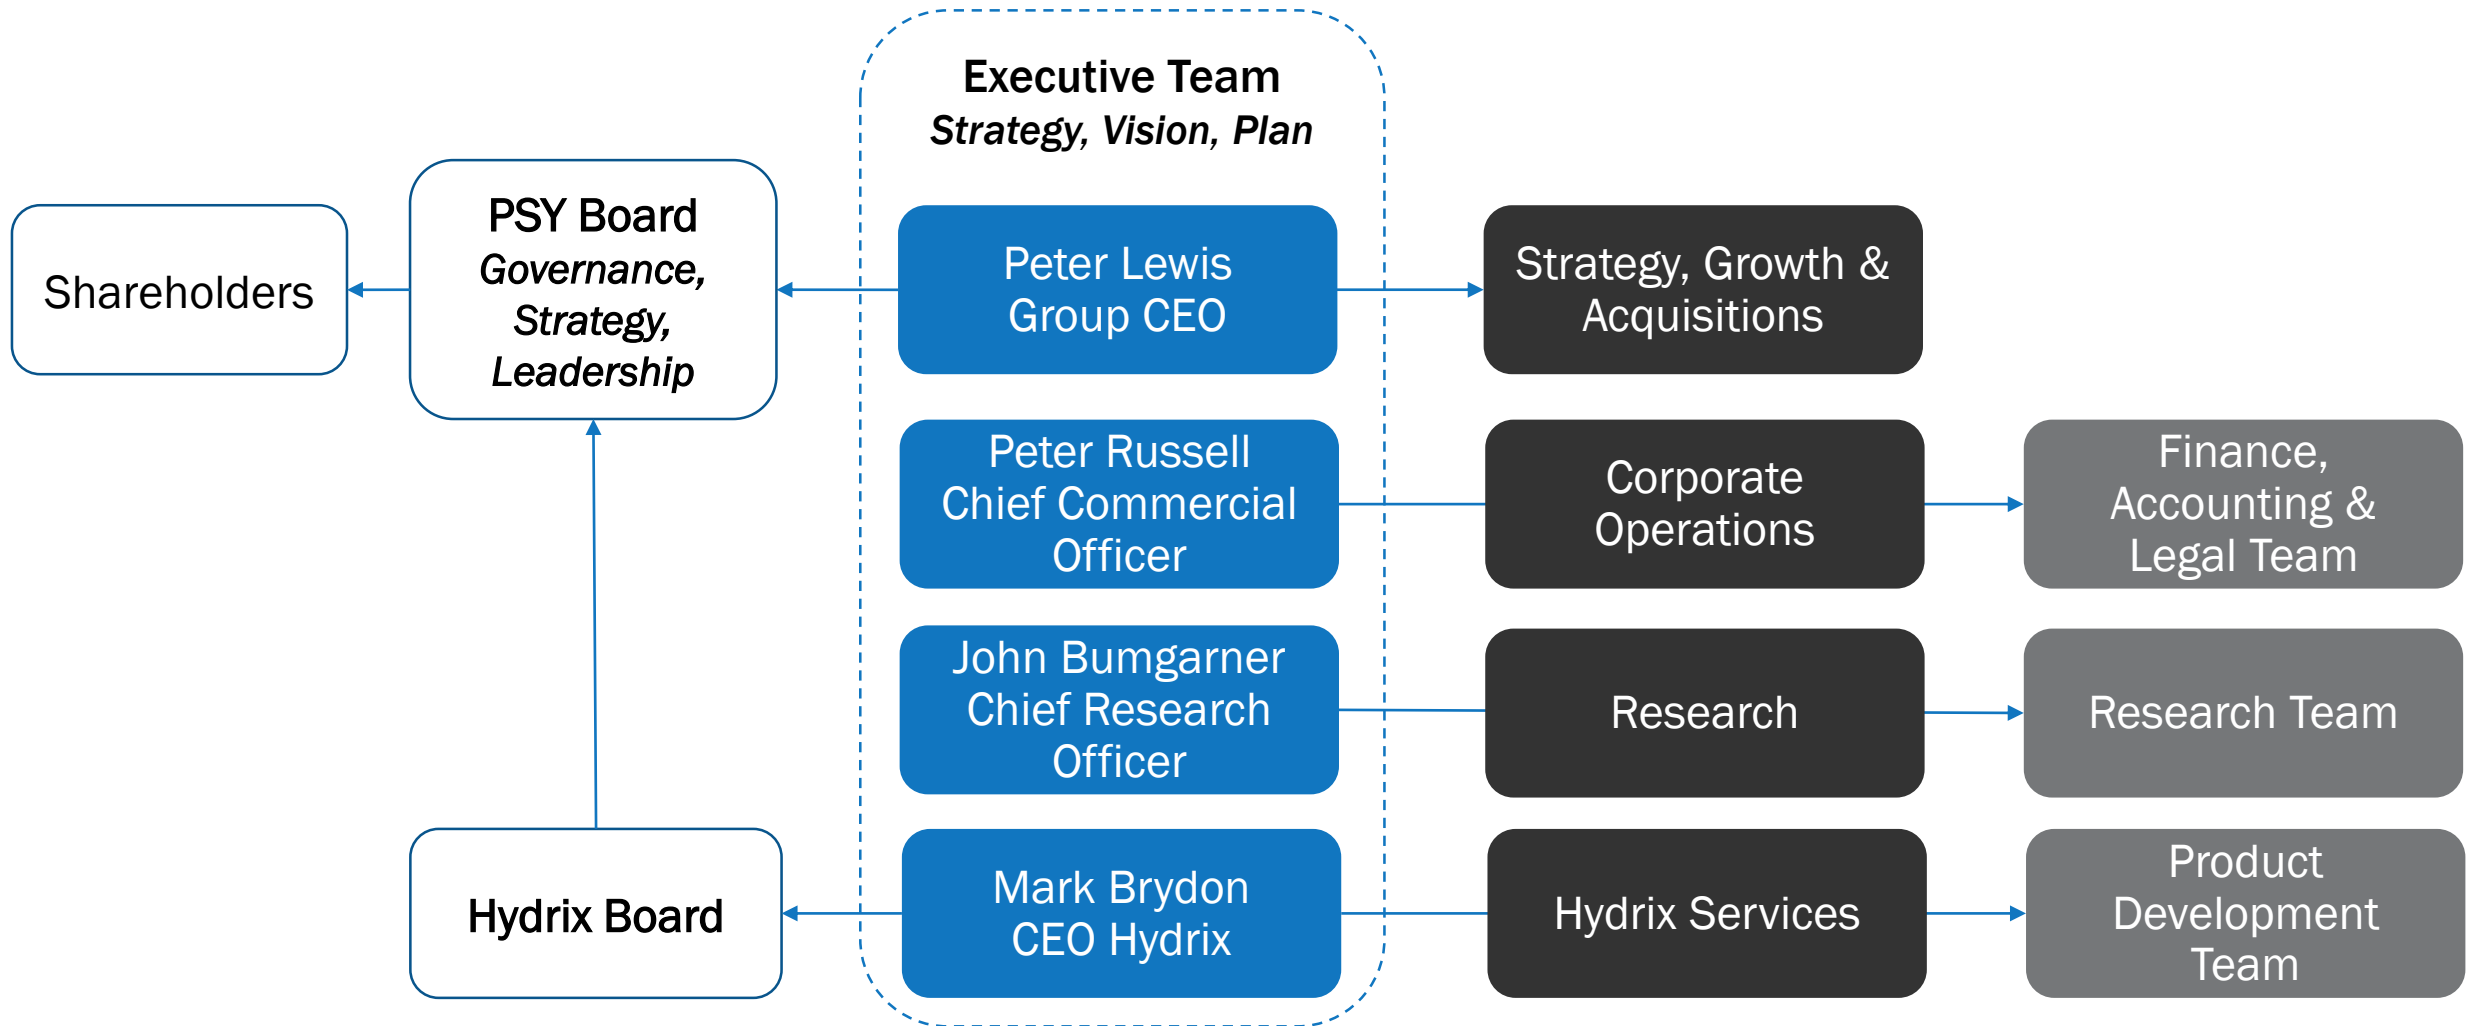 Executive Team
Strategy, Vision, Plan
Shareholders
PSY Board
Governance,
Strategy,
Leadership
Peter Lewis
Group CEO
Strategy, Growth &
Acquisitions
Peter Russell
Chief Commercial
Officer
Corporate
Operations
Finance,
Accounting &
Legal Team
John Bumgarner
Chief Research
Officer
Research
Research Team
Hydrix Board
Mark Brydon
CEO Hydrix
Hydrix Services
Product
Development
Team